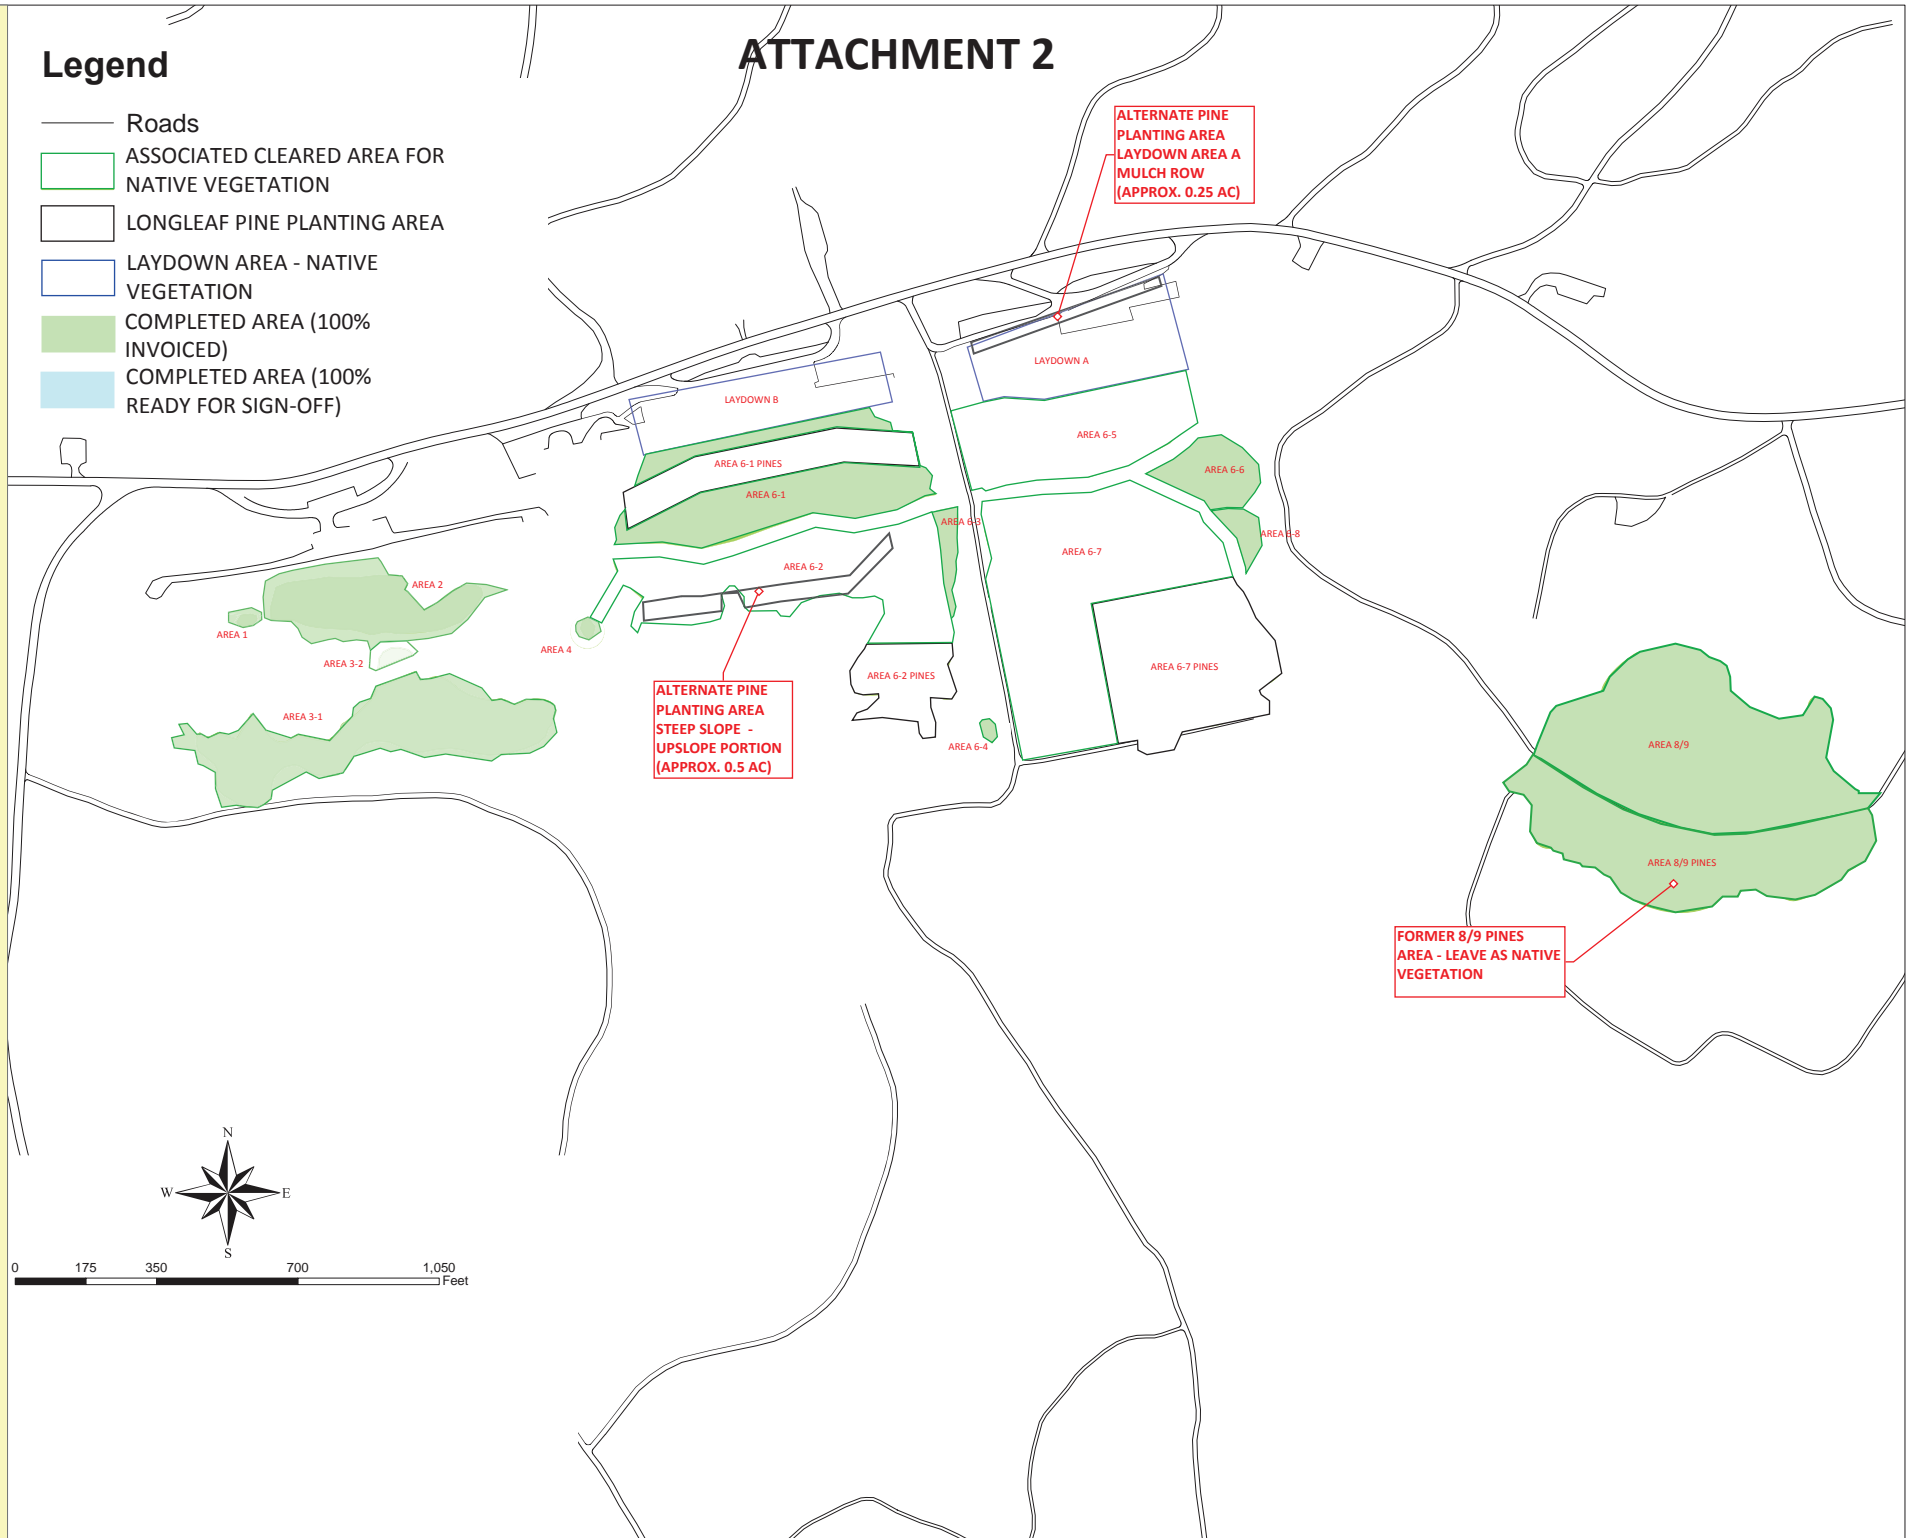 ATTACHMENT 2
Legend
Roads
ASSOCIATED CLEARED AREA FOR
NATIVE VEGETATION
LONGLEAF PINE PLANTING AREA
LAYDOWN AREA - NATIVE
VEGETATION
COMPLETED AREA (100%
INVOICED)
COMPLETED AREA (100%
READY FOR SIGN-OFF)
ALTERNATE PINE
PLANTING AREA
LAYDOWN AREA A
MULCH ROW
(APPROX. 0.25 AC)
LAYDOWN A
LAYDOWN B
AREA 6-5
AREA 6-1 PINES
AREA 6-6
AREA 6-1
AREA 6-3
AREA 6-8
AREA 6-7
AREA 6-2
AREA 2
AREA 1
AREA 4
AREA 3-2
AREA 6-7 PINES
AREA 6-2 PINES
AREA 3-1
AREA 6-4
ALTERNATE PINE
PLANTING AREA
STEEP SLOPE -
UPSLOPE PORTION
(APPROX. 0.5 AC)
AREA 8/9
AREA 8/9 PINES
FORMER 8/9 PINES
AREA - LEAVE AS NATIVE
VEGETATION
N
W E
S
0 175 350 700 1,050
Feet